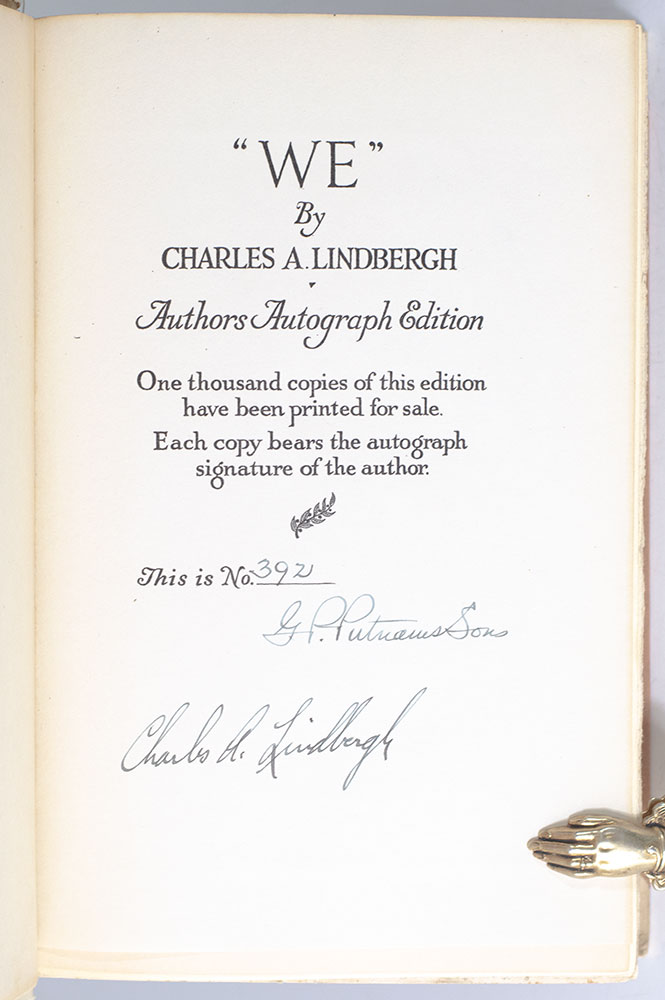 “WE”
By
CHARLES A. LINDBERGH
Authors Autograph Edition
One thousand copies of this edition
have been printed for sale.
Each copy bears the autograph
signature of the author.
This is No. 392
G. P. Putnams Sons
Charles A. Lindbergh